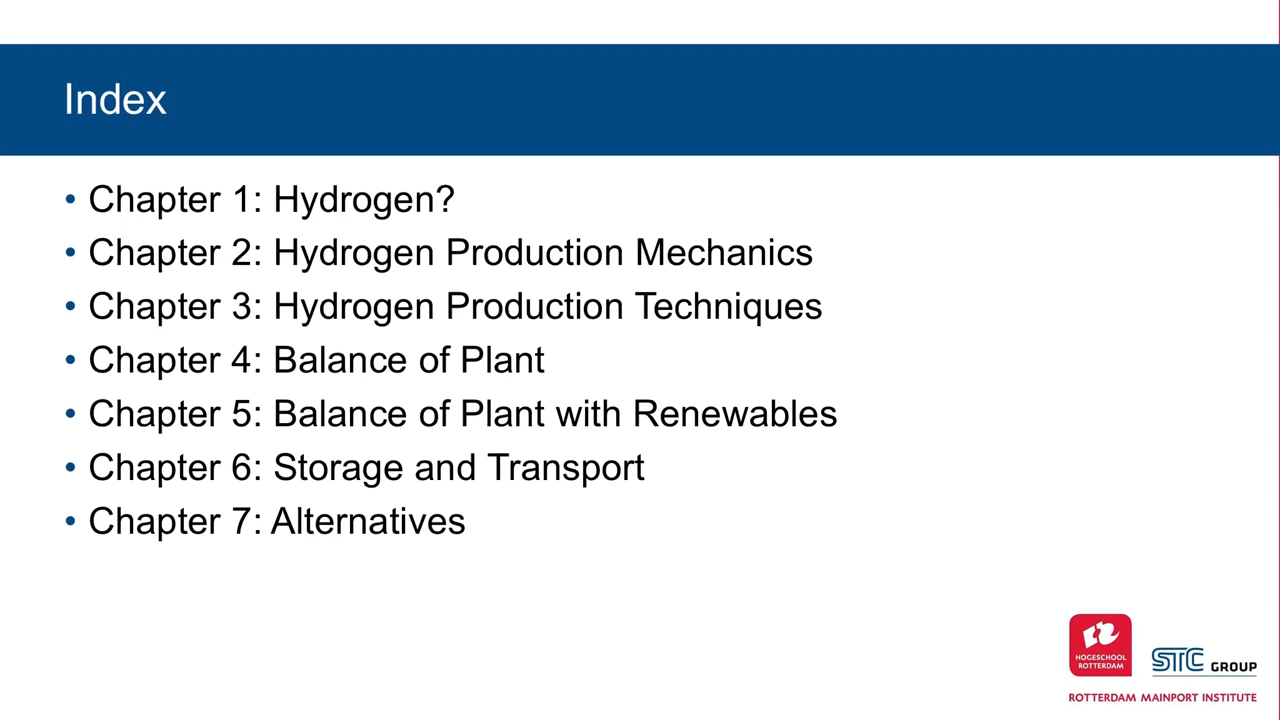 Index
• Chapter 1: Hydrogen?
• Chapter 2: Hydrogen Production Mechanics
• Chapter 3: Hydrogen Production Techniques
• Chapter 4: Balance of Plant
• Chapter 5: Balance of Plant with Renewables
• Chapter 6: Storage and Transport
• Chapter 7: Alternatives
HOGESCHOOL
ROTTERDAM
STC GROUP
ROTTERDAM MAINPORT INSTITUTE